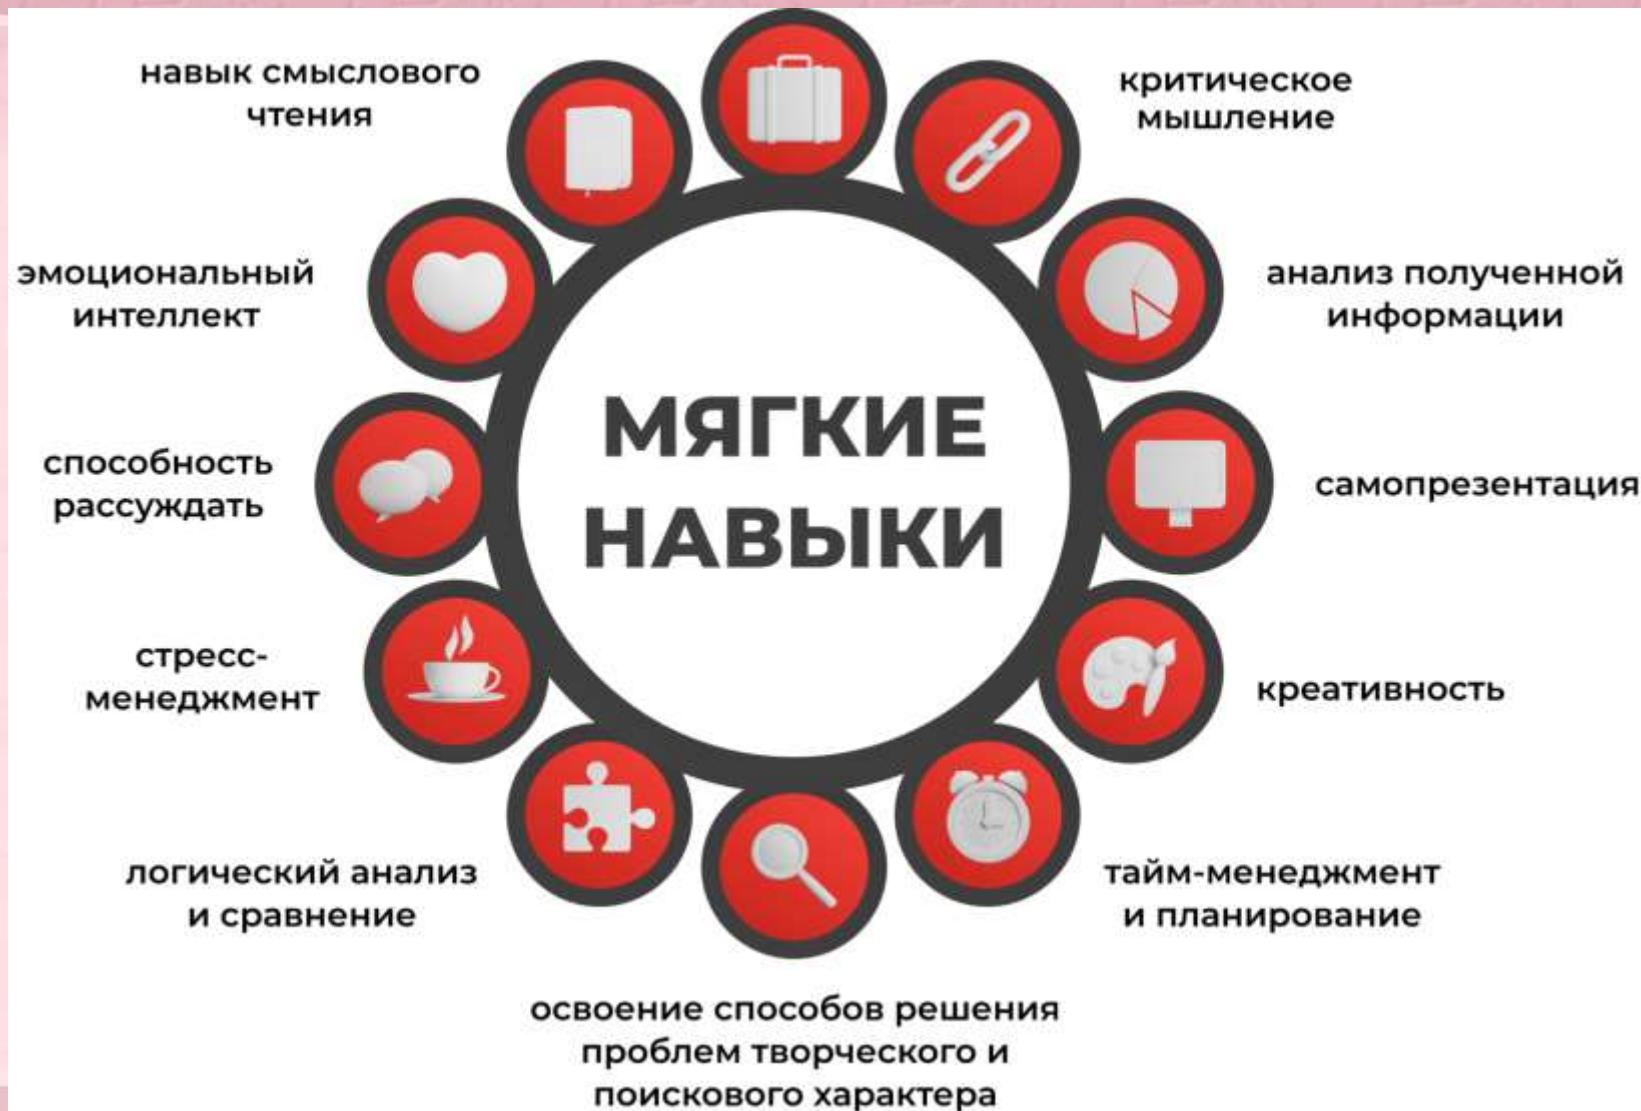 навык смыслового
чтения
критическое
мышление
эмоциональный
интеллект
анализ полученной
информации
МЯГКИЕ
НАВЫКИ
способность
рассуждать
самопрезентация
стресс-
менеджмент
креативность
логический анализ
и сравнение
тайм-менеджмент
и планирование
освоение способов решения
проблем творческого и
поискового характера